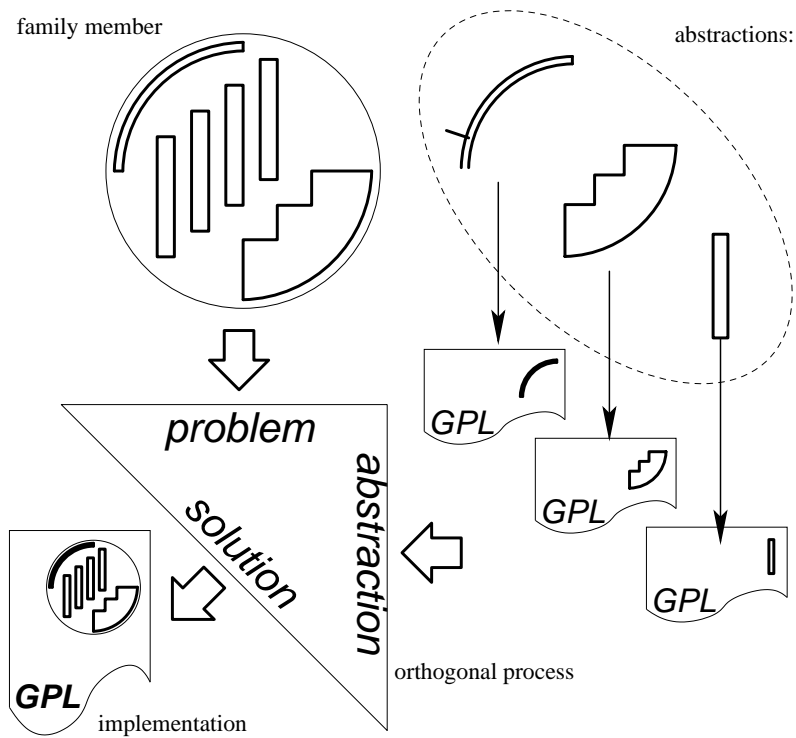 family member
abstractions:
GPL
problem
GPL
abstraction
solution
GPL
orthogonal process
GPL
implementation